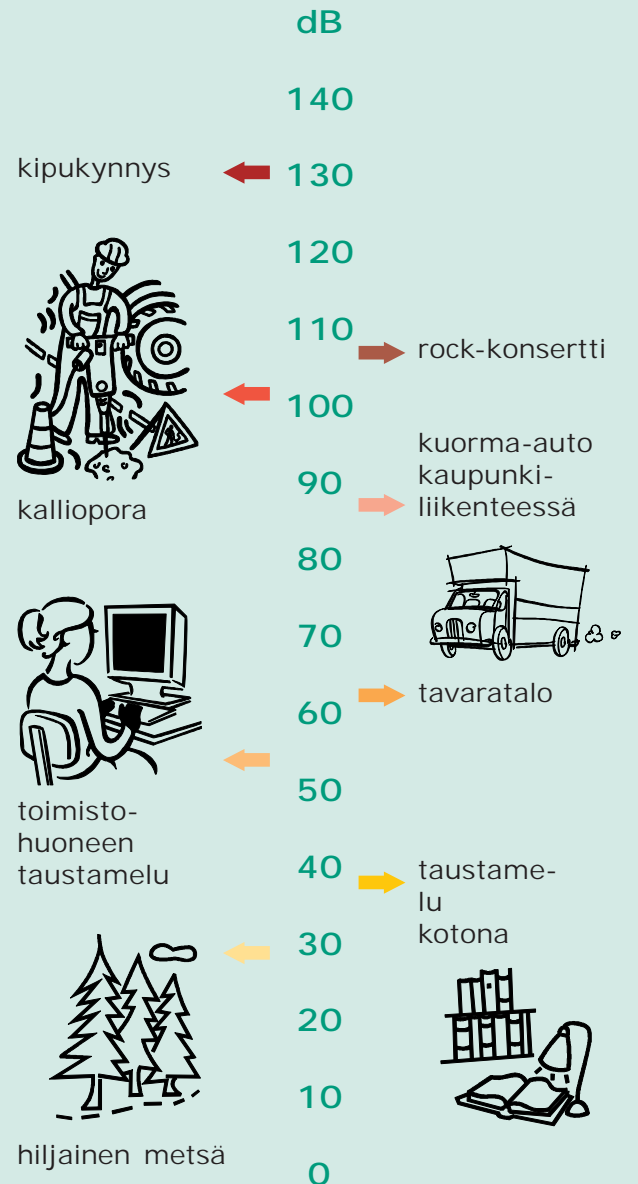 dB
140
kipukynnys
130
120
110
rock-konsertti
100
kuorma-auto
kaupunki-
liikenteessä
90
kalliopora
80
70
60
tavaratalo
50
toimisto-
huoneen
taustamelu
40
taustame-
lu
kotona
30
20
10
hiljainen metsä
0